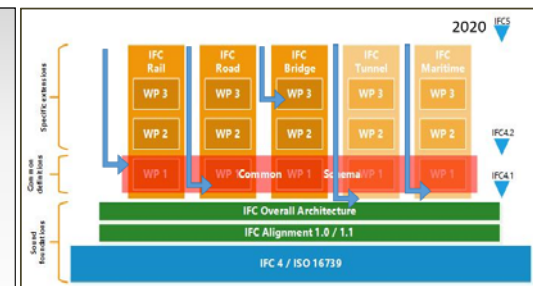 2020
IFC5
IFC Rail
IFC Road
IFC Bridge
IFC Tunnel
IFC Maritime
Specific extensions
WP 3
WP 3
WP 3
WP 3
WP 3
WP 2
WP 2
WP 2
WP 2
WP 2
IFC4.2
Common definitions
WP 1
WP 1
Common
WP 1
Schema
WP 1
WP 1
IFC4.1
Sound foundations
IFC Overall Architecture
IFC Alignment 1.0 / 1.1
IFC 4 / ISO 16739